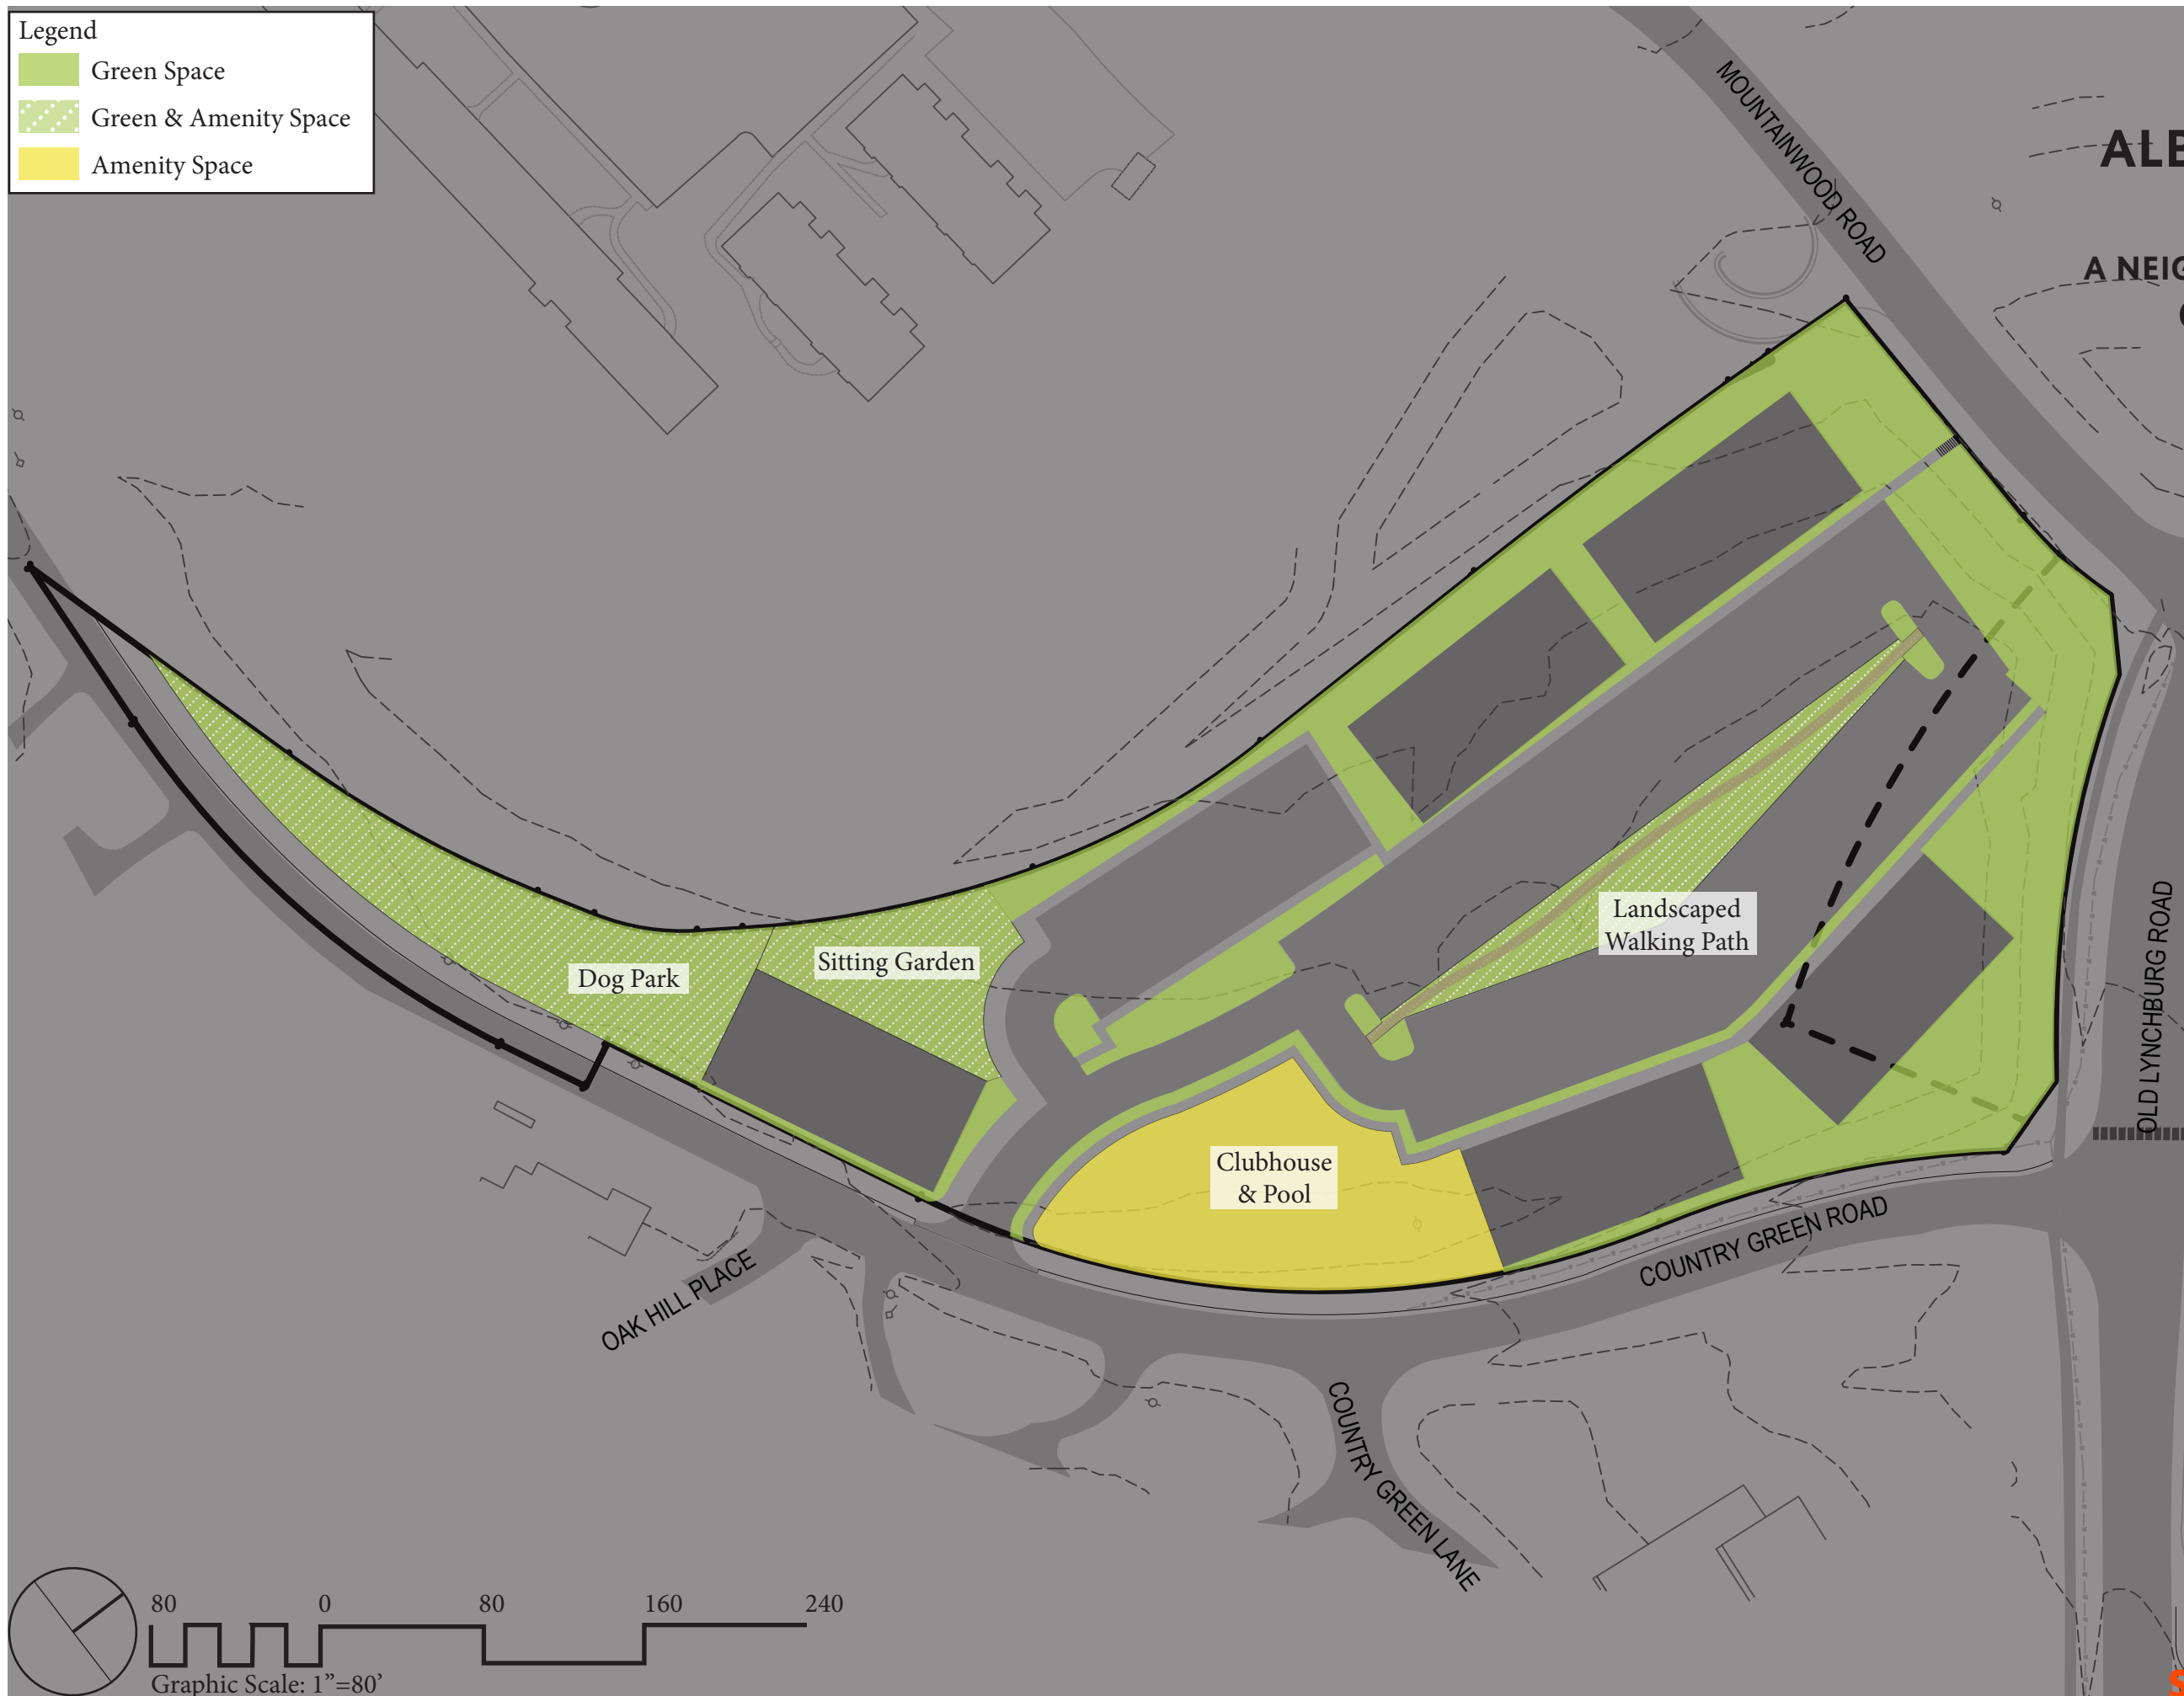 Legend
Green Space
Green & Amenity Space
Amenity Space
MOUNTAINWOOD ROAD
A NEIG
Dog Park
Sitting Garden
Landscaped
Walking Path
Clubhouse
& Pool
OLD LYNCHBURG ROAD
COUNTRY GREEN ROAD
OAK HILL PLACE
COUNTRY GREEN LANE
80 0 80 160 240
Graphic Scale: 1”=80’